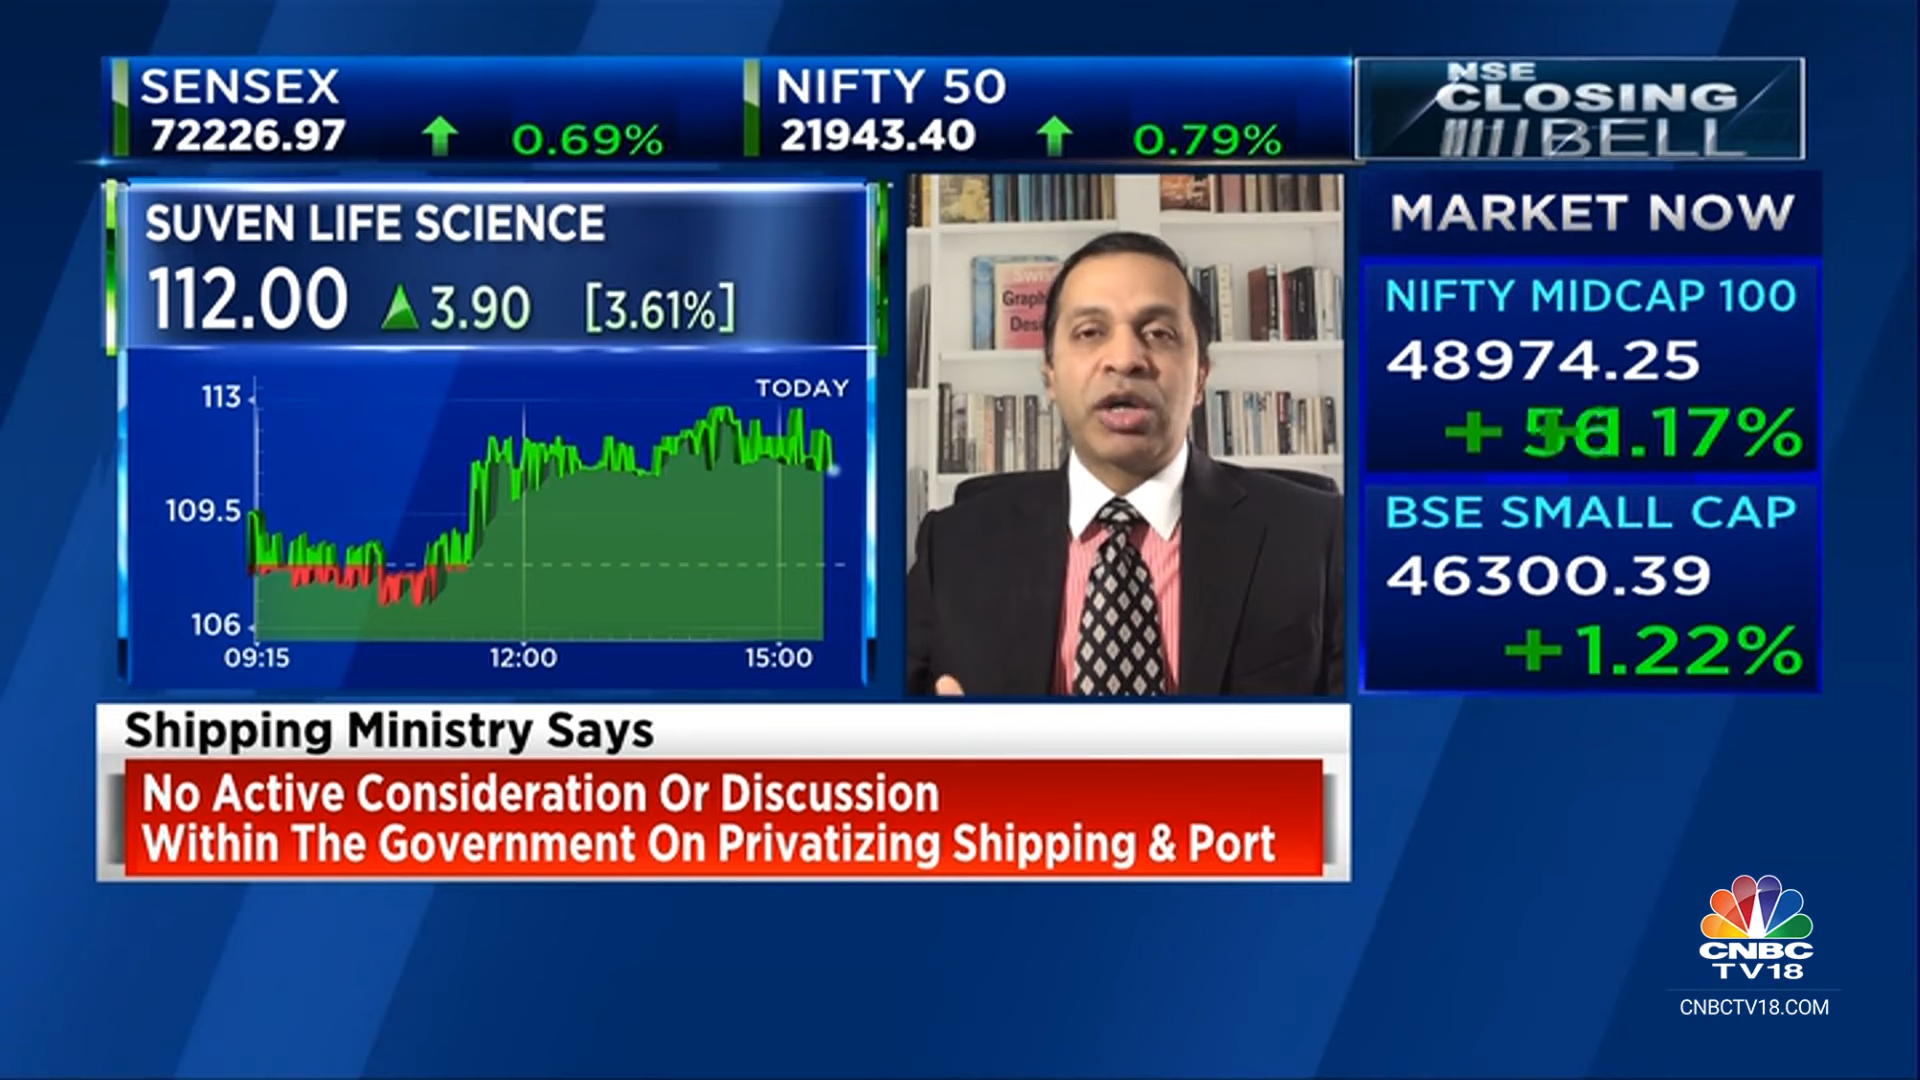 SENSEX
72226.97 0.69%
NIFTY 50
21943.40 0.79%
NSE
CLOSING
BELL
SUVEN LIFE SCIENCE
112.00 ▲ 3.90 [3.61%]
TODAY
113
109.5
106
09:15 12:00 15:00
Graph
MARKET NOW
NIFTY MIDCAP 100
48974.25
BSE SMALL CAP
46300.39
+1.22%
Shipping Ministry Says
No Active Consideration Or Discussion
Within The Government On Privatizing Shipping & Port
CNBC
TV18
CNBCTV18.COM